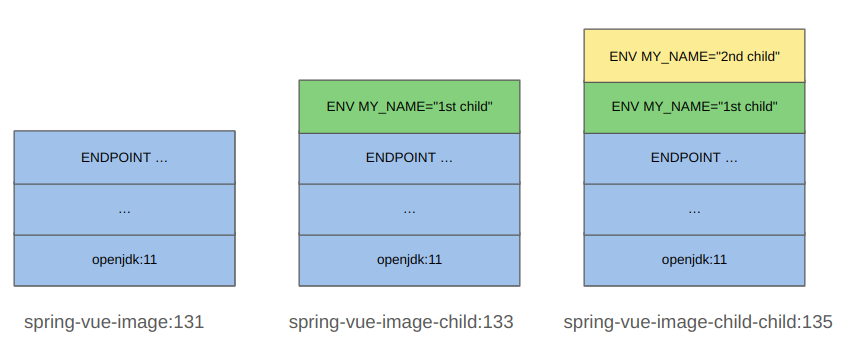 ENV MY_NAME="2nd child"
ENV MY_NAME="1st child"
ENV MY_NAME="1st child"
ENDPOINT …
ENDPOINT …
ENDPOINT …
…
…
…
openjdk:11
openjdk:11
openjdk:11
spring-vue-image:131
spring-vue-image-child:133
spring-vue-image-child-child:135